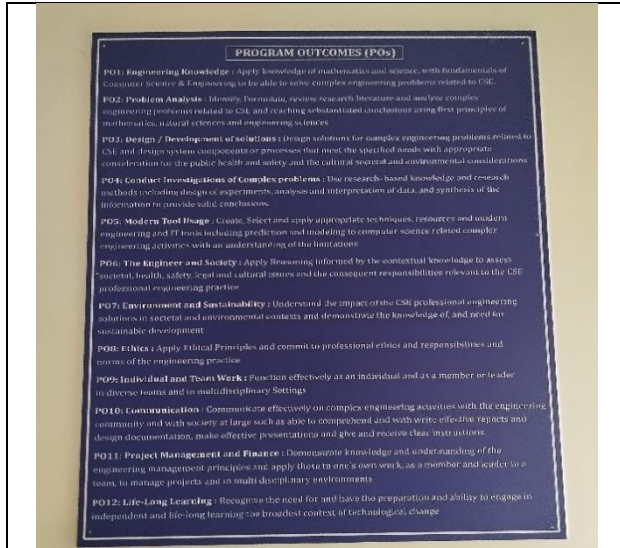 PROGRAM OUTCOMES (POs)
PO1: Engineering Knowledge : Apply knowledge of mathematics and science, with fundamentals of
Computer Science & Engineering to be able to solve complex engineering problems related to CSE.
PO2: Problem Analysis : Identify, Formulate, review research literature and analyze complex
engineering problems related to CSE and reaching substantiated conclusions using first principles of
mathematics, natural sciences and engineering sciences
PO3: Design / Development of solutions : Design solutions for complex engineering problems related to
CSE and design system components or processes that meet the specified needs with appropriate
consideration for the public health and safety and the cultural societal and environmental considerations
PO4: Conduct Investigations of Complex problems : Use research-based knowledge and research
methods including design of experiments, analysis and interpretation of data, and synthesis of the
information to provide valid conclusions.
PO5: Modern Tool Usage : Create, Select and apply appropriate techniques, resources and modern
engineering and IT tools including prediction and modeling to computer science related complex
engineering activities with an understanding of the limitations
PO6: The Engineer and Society : Apply Reasoning informed by the contextual knowledge to assess
societal, health, safety, legal and cultural issues and the consequent responsibilities relevant to the CSE
professional engineering practice
PO7: Environment and Sustainability : Understand the impact of the CSE professional engineering
solutions in societal and environmental contexts and demonstrate the knowledge of, and need for
sustainable development
PO8: Ethics : Apply Ethical Principles and commit to professional ethics and responsibilities and
norms of the engineering practice
PO9: Individual and Team Work : Function effectively as an individual and as a member or leader
in diverse teams and in multidisciplinary Settings
PO10: Communication : Communicate effectively on complex engineering activities with the engineering
community and with society at large such as able to comprehend and with write effective reports and
design documentation, make effective presentations and give and receive clear instructions.
PO11: Project Management and Finance : Demonstrate knowledge and understanding of the
engineering management principles and apply these to one's own work, as a member and leader in a
team, to manage projects and in multi disciplinary environments
PO12: Life-Long Learning : Recognize the need for and have the preparation and ability to engage in
independent and life-long learning the broadest context of technological change